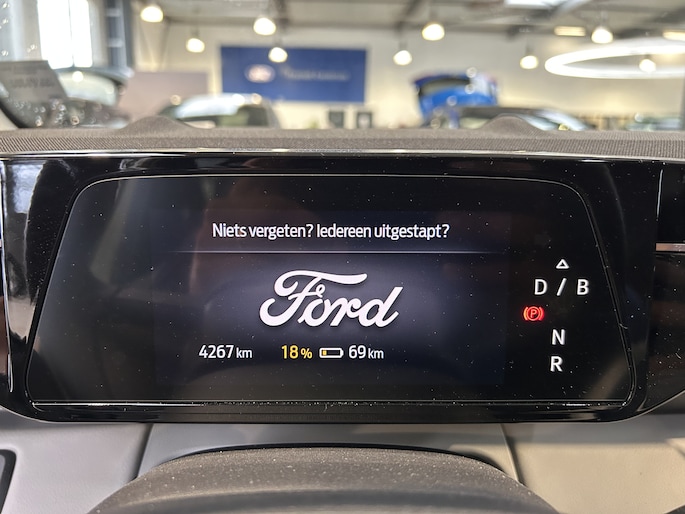 Niets vergeten? Iedereen uitgestapt?
Ford
4267 km 18% 69 km
D / B
P
N
R